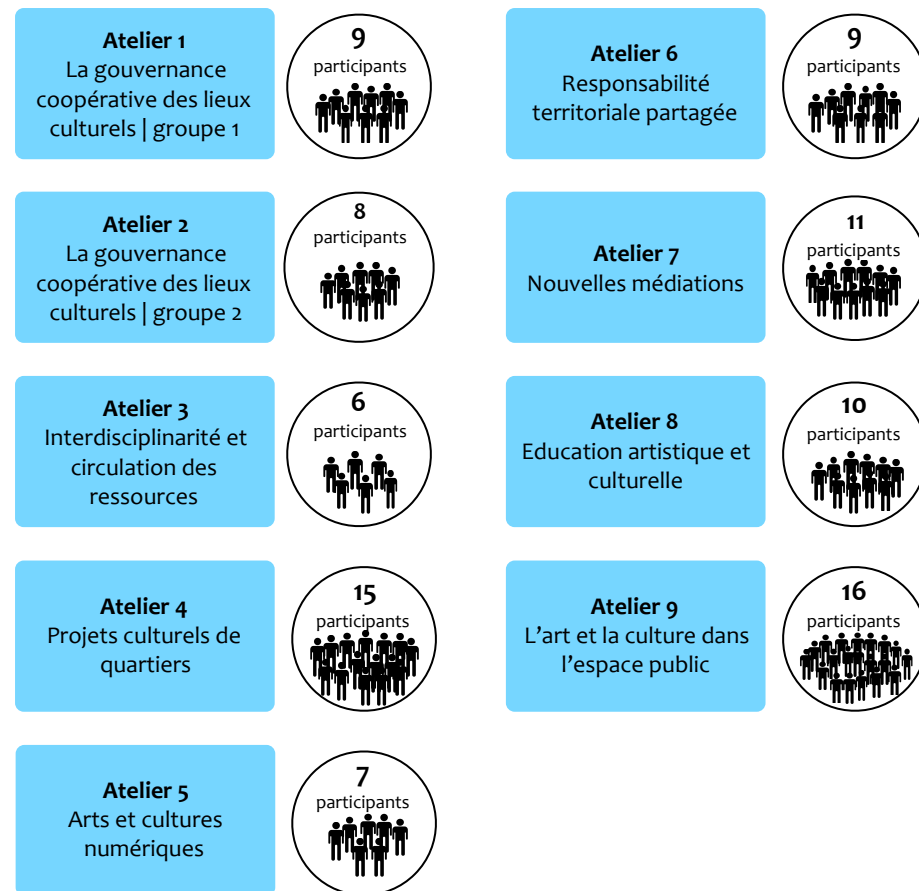 Atelier 1
La gouvernance
coopérative des lieux
culturels | groupe 1
9
participants
Atelier 2
La gouvernance
coopérative des lieux
culturels | groupe 2
8
participants
Atelier 3
Interdisciplinarité et
circulation des
ressources
6
participants
Atelier 4
Projets culturels de
quartiers
15
participants
Atelier 5
Arts et cultures
numériques
7
participants
Atelier 6
Responsabilité
territoriale partagée
9
participants
Atelier 7
Nouvelles médiations
11
participants
Atelier 8
Education artistique et
culturelle
10
participants
Atelier 9
L’art et la culture dans
l’espace public
16
participants